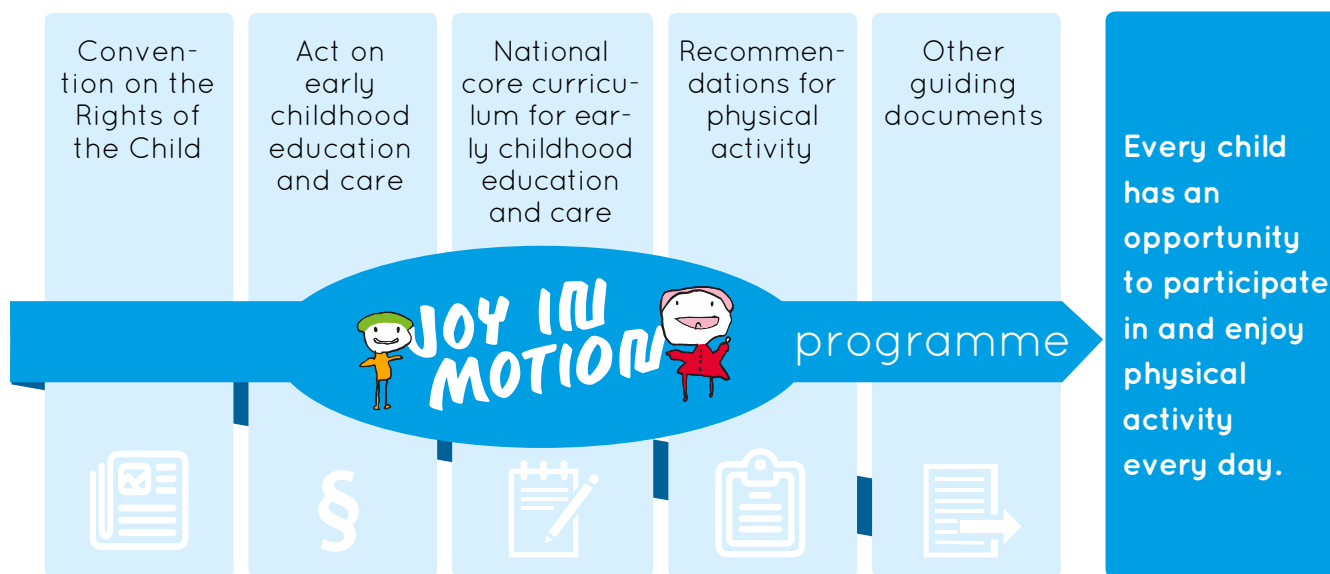 Conven-
tion on the
Rights of
the Child
Act on
early
childhood
education
and care
National
core curricu-
lum for ear-
ly childhood
education
and care
Recommen-
dations for
physical
activity
Other
guiding
documents
JOY IN
MOTION
programme
Every child
has an
opportunity
to participate
in and enjoy
physical
activity
every day.
§